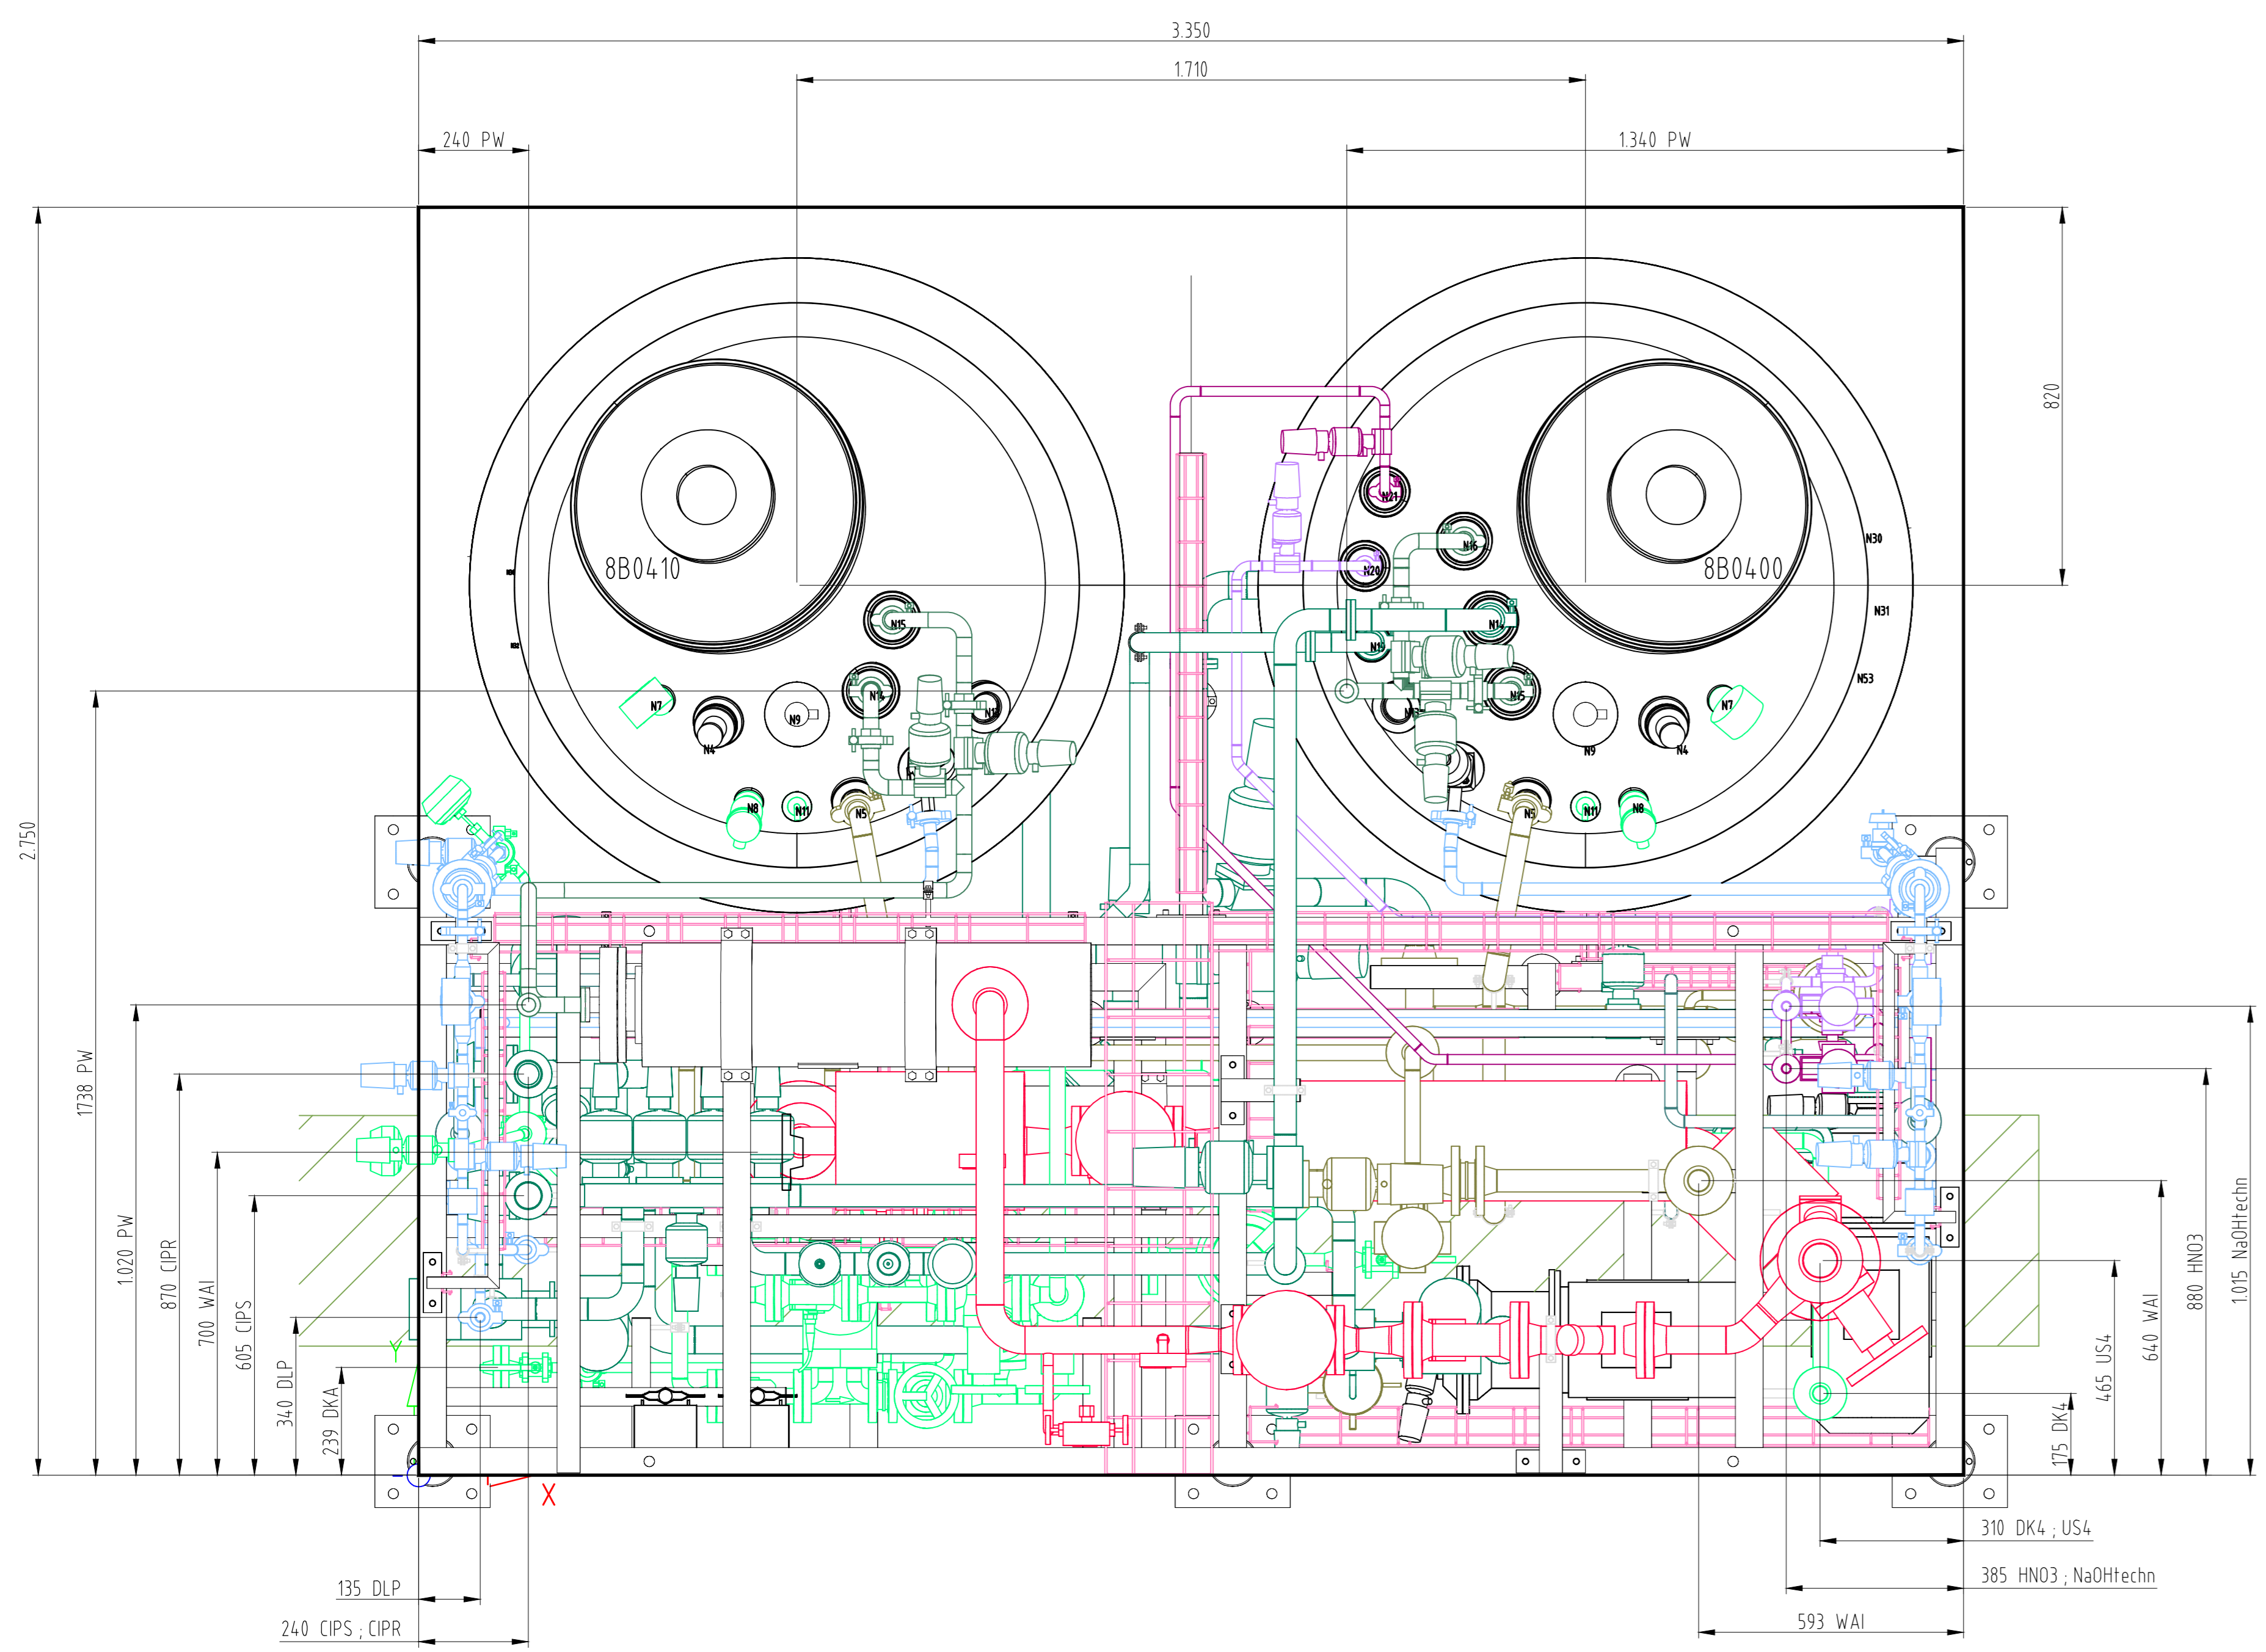 3.350
1.710
240 PW
1.340 PW
2.750
820
8B0410
8B0400
N21
N16
N20
N30
N31
N53
N15
N14
N14
N15
N7
N4
N9
N7
N4
N9
N8
N11
N5
N5
N11
N8
1738 PW
1.020 PW
870 CIPR
700 WAI
605 CIPS
340 DLP
239 DKA
Y
X
175 DK4
465 US4
640 WAI
880 HNO3
1.015 NaOHtechn
310 DK4 ; US4
385 HNO3 ; NaOHtechn
593 WAI
135 DLP
240 CIPS ; CIPR